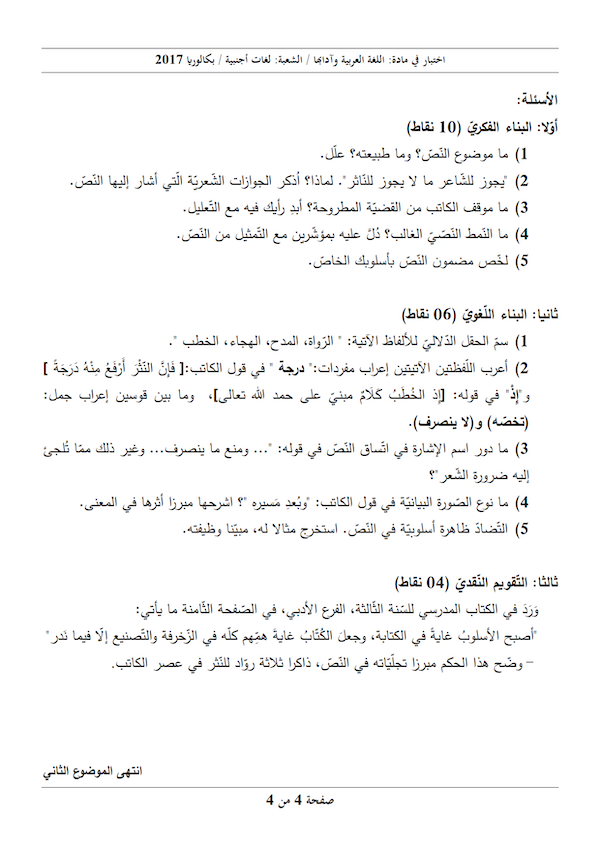 اختبار في مادة: اللغة العربية وآدابها / الشعبة: لغات أجنبية / بكالوريا 2017
الأسئلة:
أوّلا: البناء الفكريّ (10 نقاط)
1) ما موضوع النّصّ؟ وما طبيعته؟ علّل.
2) "يجوز للشّاعر ما لا يجوز للنّاثر". لماذا؟ أُذكر الجوازات الشّعريّة الّتي أشار إليها النّصّ.
3) ما موقف الكاتب من القضيّة المطروحة؟ أبدِ رأيك فيه مع التّعليل.
4) ما النّمط النّصّيّ الغالب؟ دُلَّ عليه بمؤشّرين مع التّمثيل من النّصّ.
5) لخّص مضمون النّصّ بأسلوبك الخاصّ.
ثانيا: البناء اللّغويّ (06 نقاط)
1) سمّ الحقل الدّلاليّ للألفاظ الآتية: " الرّواة، المدح، الهجاء، الخطب ".
2) أعرب اللّفظتين الآتيتين إعراب مفردات:" درجة " في قول الكاتب:[ فَإِنَّ النَّثْرَ أَرْفَعُ مِنْهُ دَرَجَةً ]
و"إِذْ" في قوله: [إِذ الخُطَبُ كَلَامٌ مبنيّ على حمد الله تعالى]، وما بين قوسين إعراب جمل:
(تخصّه) و(لا ينصرف).
3) ما دور اسم الإشارة في اتّساق النّصّ في قوله: "... ومنع ما ينصرف... وغير ذلك ممّا تُلجئ
إليه ضرورة الشّعر"؟
4) ما نوع الصّورة البيانيّة في قول الكاتب: "وبُعدِ مَسيره "؟ اشرحها مبرزا أثرها في المعنى.
5) التّضادّ ظاهرة أسلوبيّة في النّصّ. استخرج مثالا له، مبيّنا وظيفته.
ثالثا: التّقويم النّقديّ (04 نقاط)
وَرَدَ في الكتاب المدرسي للسّنة الثّالثة، الفرع الأدبي، في الصّفحة الثّامنة ما يأتي:
"أصبح الأسلوبُ غايةً في الكتابة، وجعلَ الكُتّابُ غايةَ همّهم كلّه في الزّخرفة والتّصنيع إلّا فيما نَدر"
– وضّح هذا الحكم مبرزا تجلّيّاته في النّصّ، ذاكرا ثلاثة روّاد للنّثر في عصر الكاتب.
انتهى الموضوع الثاني
صفحة 4 من 4